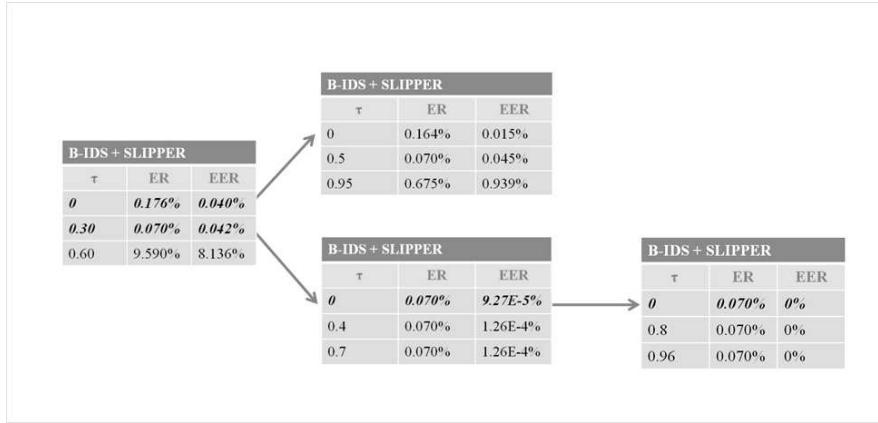 B-IDS + SLIPPER
τ ER EER
0 0.176% 0.040%
0.30 0.070% 0.042%
0.60 9.590% 8.136%
B-IDS + SLIPPER
τ ER EER
0 0.164% 0.015%
0.5 0.070% 0.045%
0.95 0.675% 0.939%
B-IDS + SLIPPER
τ ER EER
0 0.070% 9.27E-5%
0.4 0.070% 1.26E-4%
0.7 0.070% 1.26E-4%
B-IDS + SLIPPER
τ ER EER
0 0.070% 0%
0.8 0.070% 0%
0.96 0.070% 0%